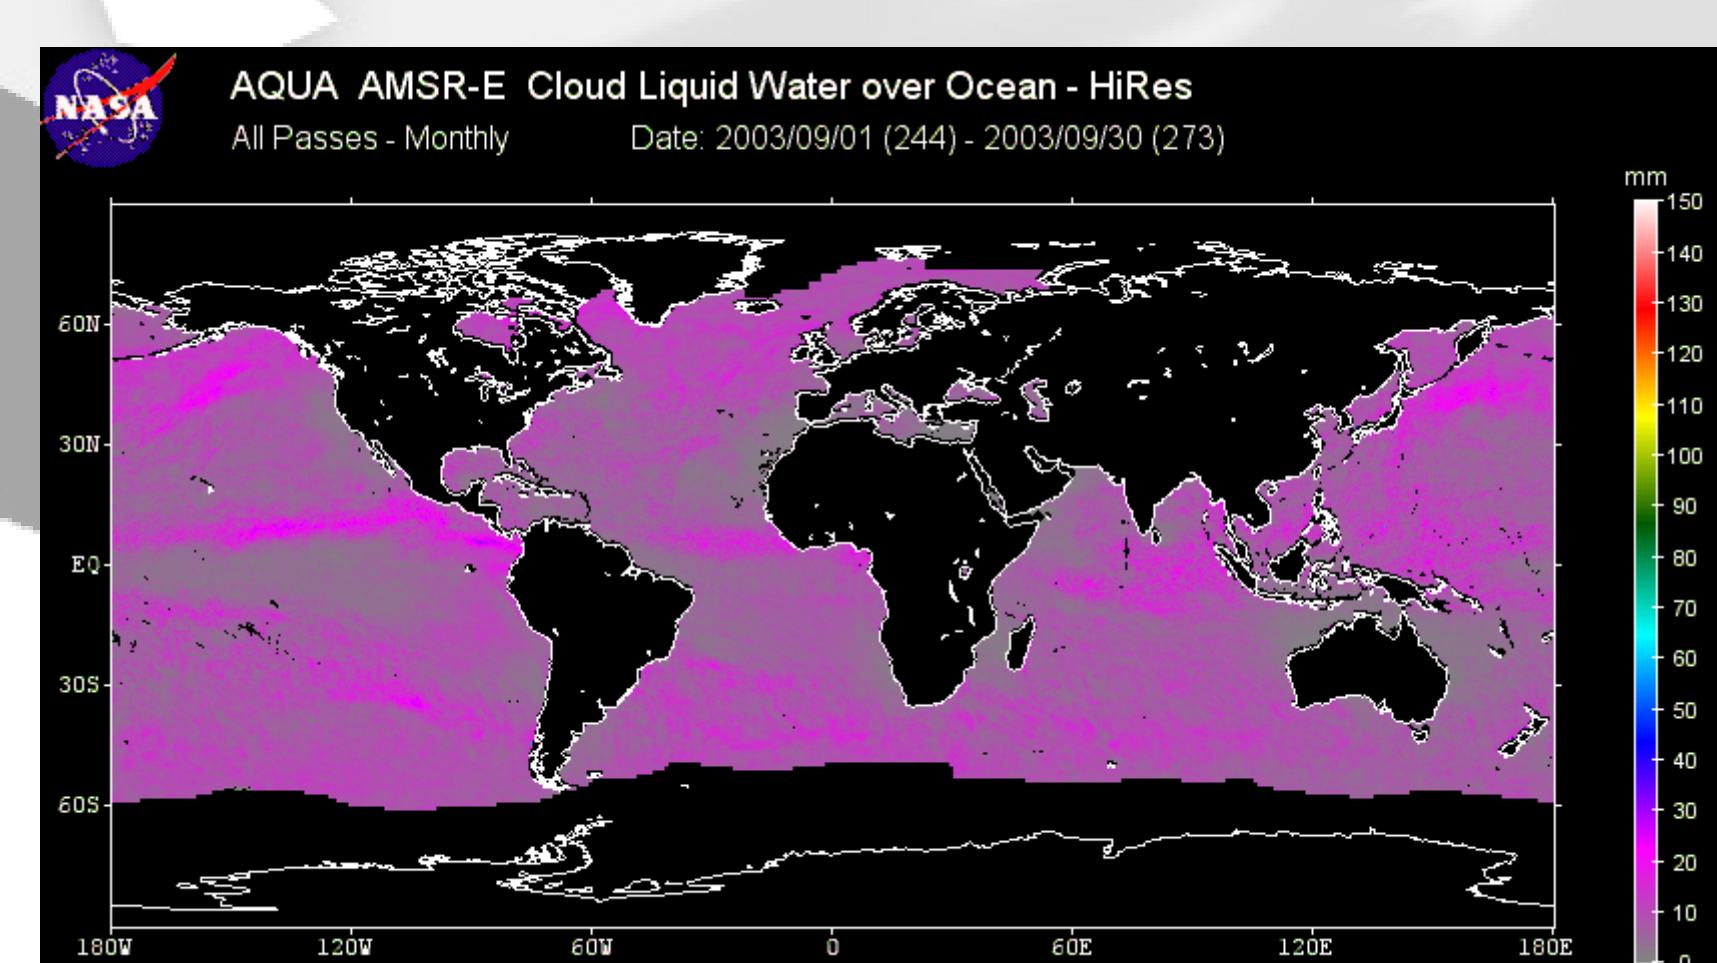 NASA
AQUA AMSR-E Cloud Liquid Water over Ocean - HiRes
All Passes - Monthly Date: 2003/09/01 (244) - 2003/09/30 (273)
mm
150
140
130
120
110
100
90
80
70
60
50
40
30
20
10
0
60N
30N
EQ
30S
60S
180W 120W 60W 0 60E 120E 180E